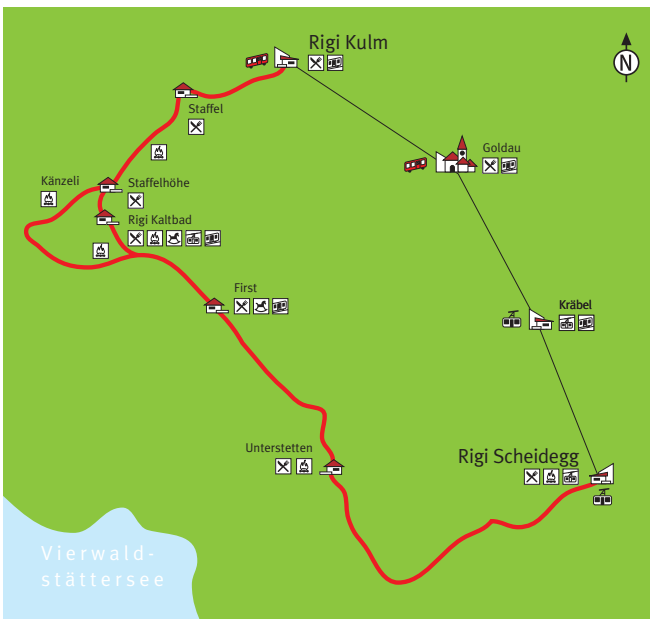 Rigi Kulm
N
Staffel
Goldau
Känzeli
Staffelhöhe
Rigi Kaltbad
First
Kräbel
Unterstetten
Rigi Scheidegg
Vierwald-
stättersee